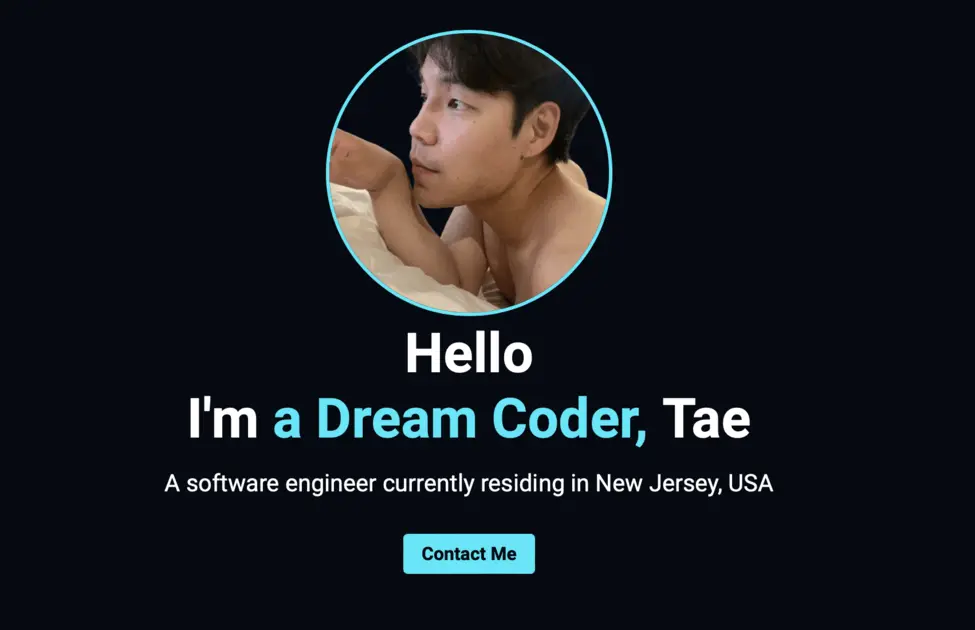 Hello
I'm a Dream Coder, Tae
A software engineer currently residing in New Jersey, USA
Contact Me